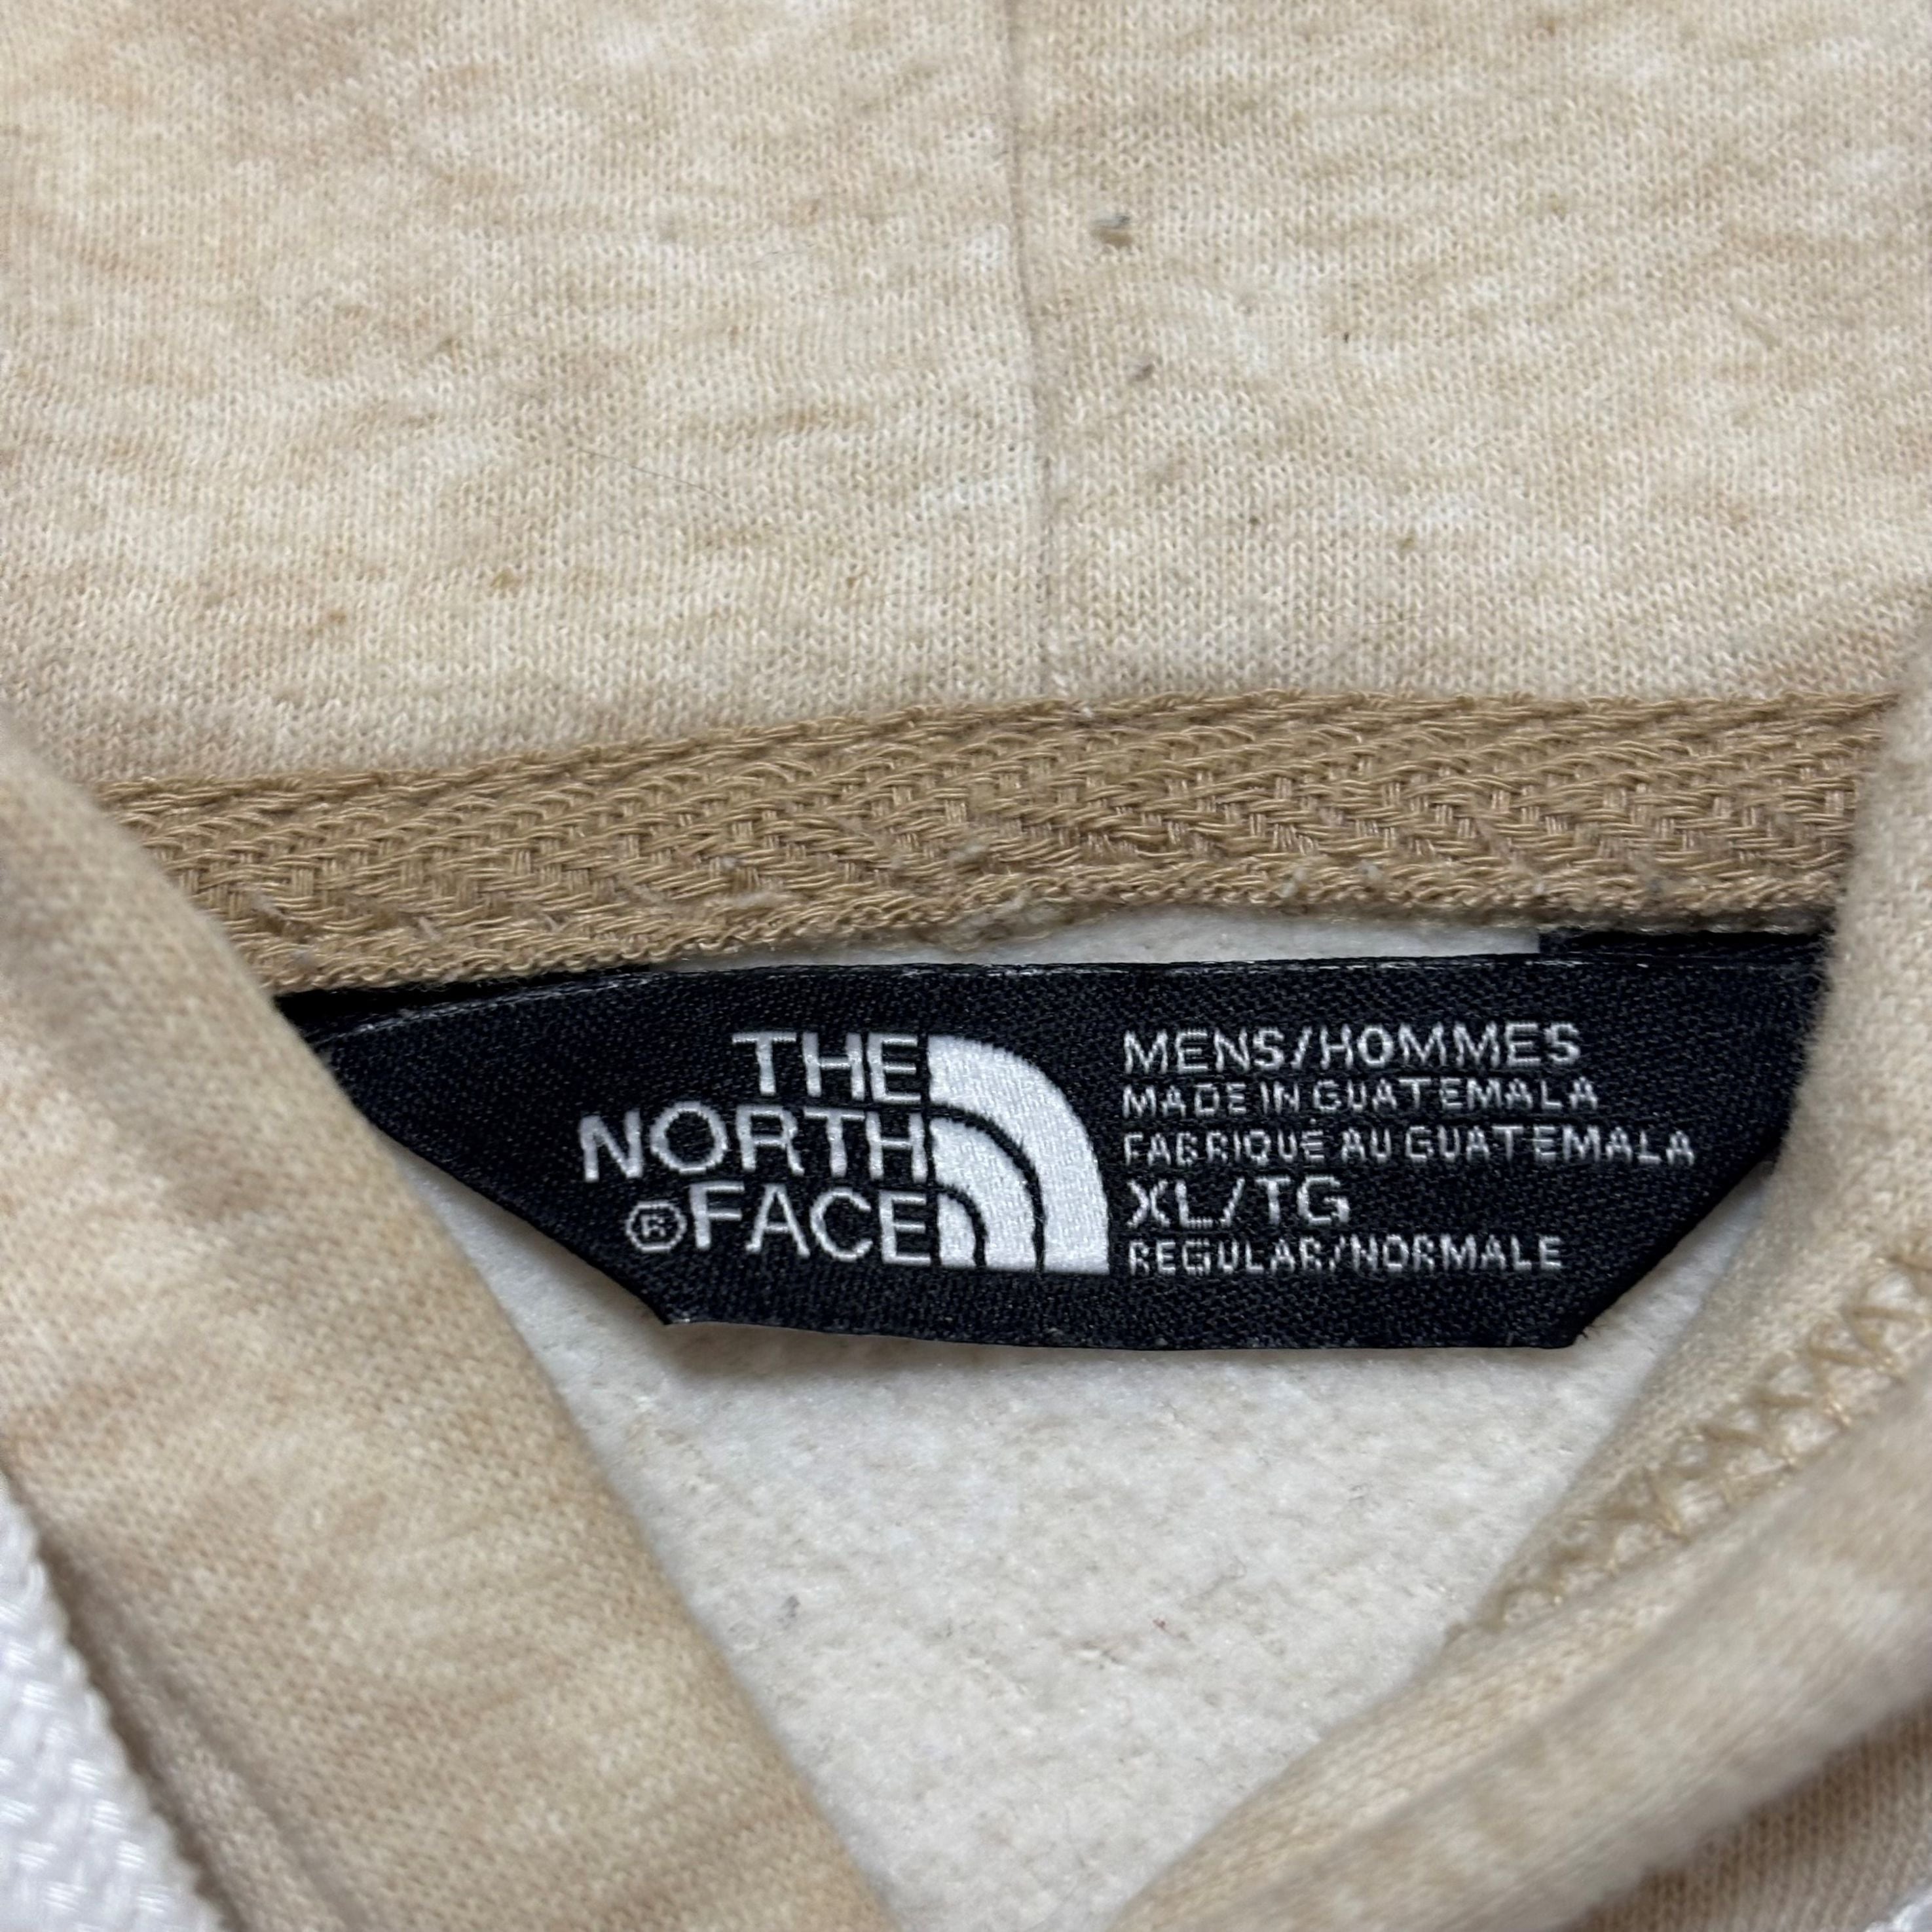 THE
NORTH
®FACE
MENS/HOMMES
MADE IN GUATEMALA
FABRIQUÉ AU GUATEMALA
XL/TG
REGULAR/NORMALE